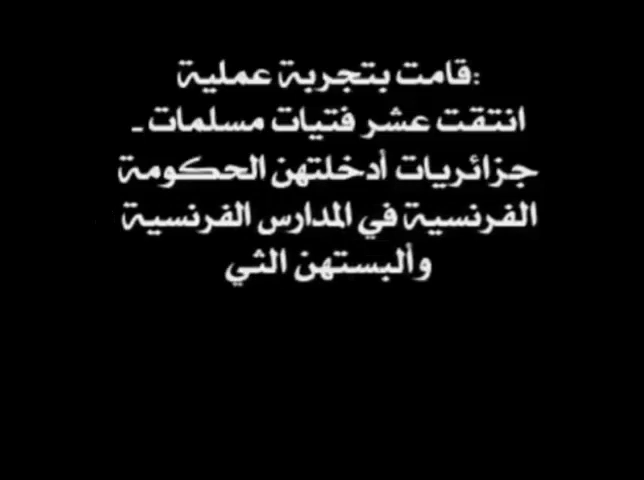 قامت بتجربة عملية:
انتقت عشر فتيات مسلمات -
جزائريات أدخلتهن الحكومة
الفرنسية في المدارس الفرنسية
وألبستهن الثي